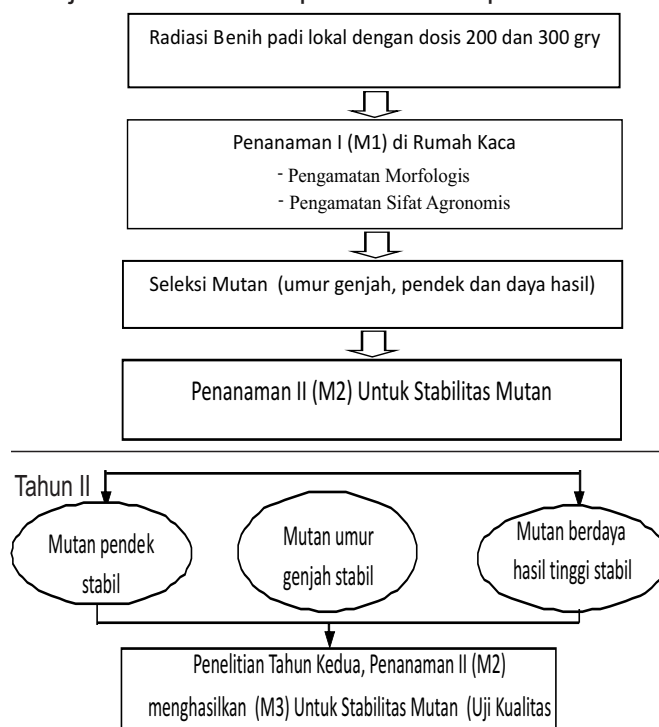 Radiasi Benih padi lokal dengan dosis 200 dan 300 gry
Penanaman I (M1) di Rumah Kaca
- Pengamatan Morfologis
- Pengamatan Sifat Agronomis
Seleksi Mutan (umur genjah, pendek dan daya hasil)
Penanaman II (M2) Untuk Stabilitas Mutan
Tahun II
Mutan pendek
stabil
Mutan umur
genjah stabil
Mutan berdaya
hasil tinggi stabil
Penelitian Tahun Kedua, Penanaman II (M2)
menghasilkan (M3) Untuk Stabilitas Mutan (Uji Kualitas